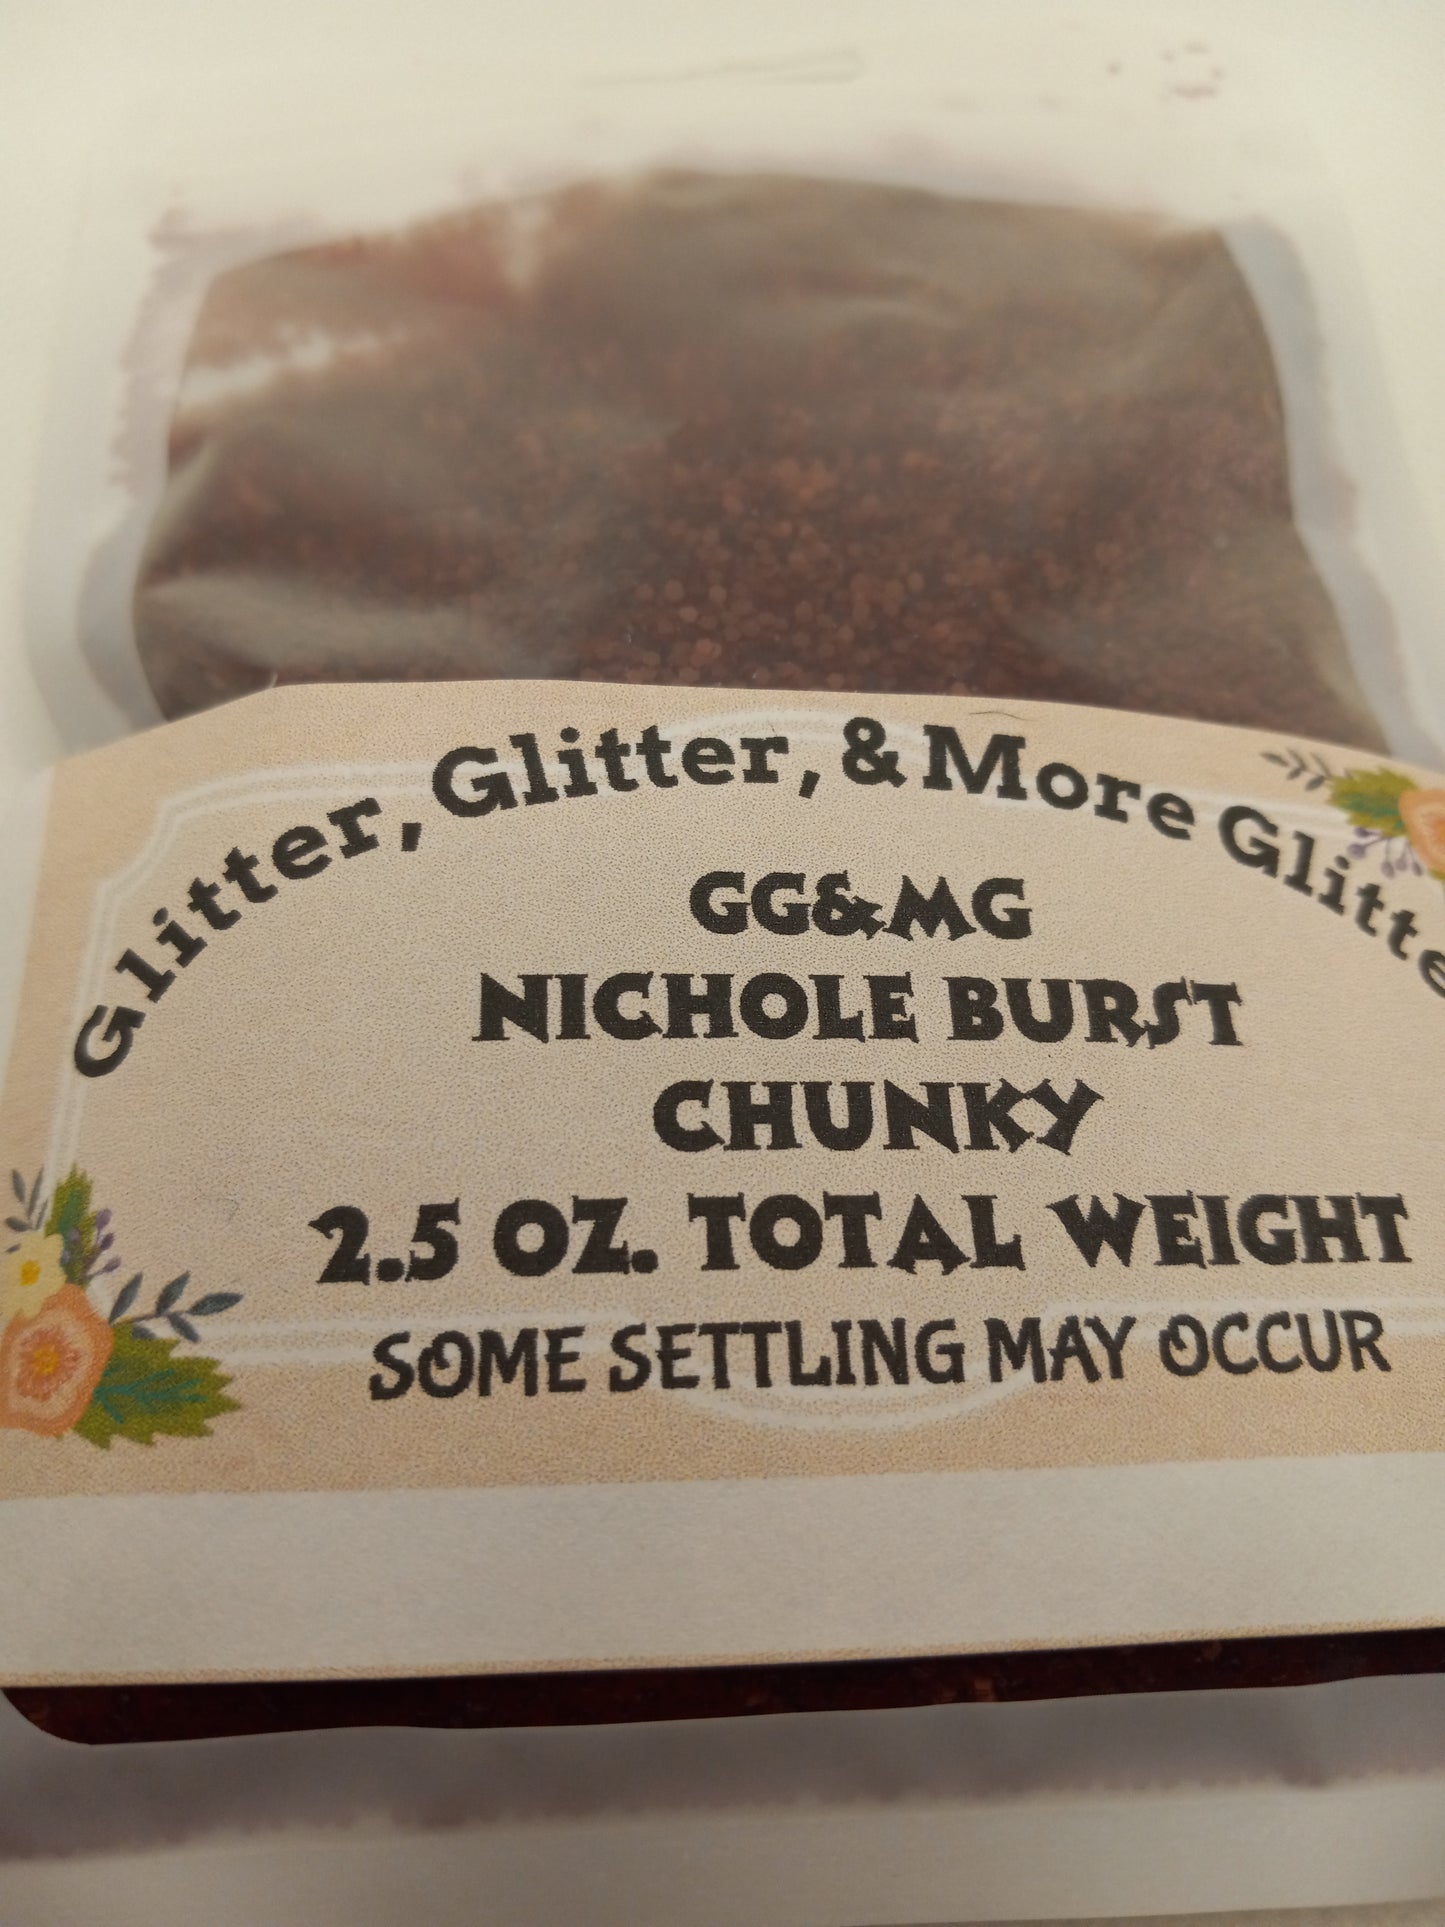 Glitter, Glitter, & More Glitte
GG&MG
NICHOLE BURST
CHUNKY
2.5 OZ. TOTAL WEIGHT
SOME SETTLING MAY OCCUR